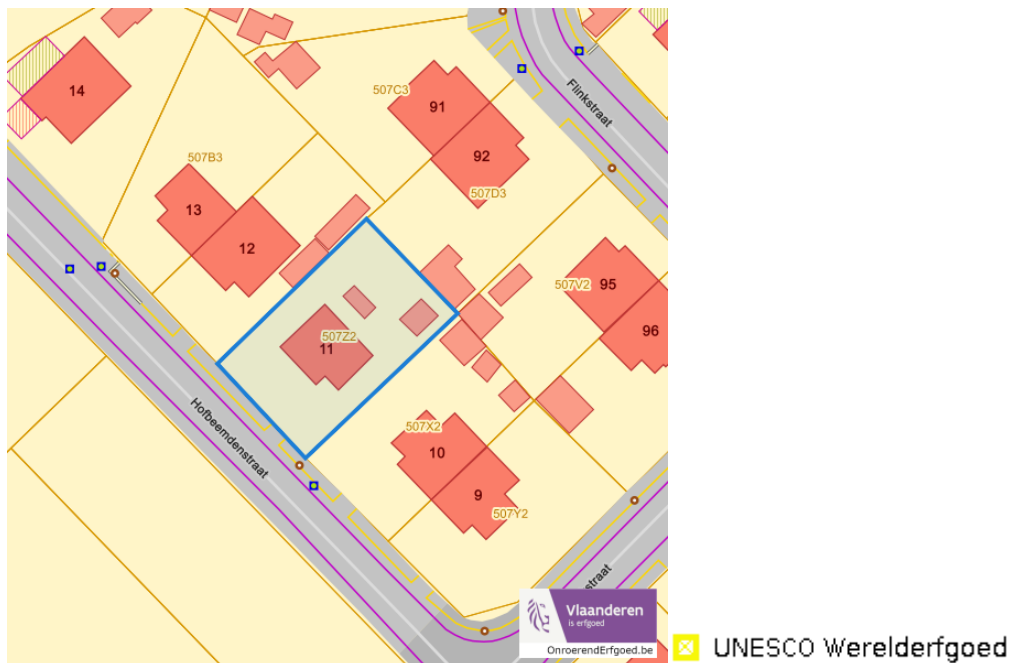 14
507C3
91
Flinkstraat
92
507B3
507D3
13
12
507V2
95
96
507Z2
11
Hofbeemdenstraat
507X2
10
9
507Y2
straat
Vlaanderen
is erfgoed
OnroerendErfgoed.be
UNESCO Werelderfgoed